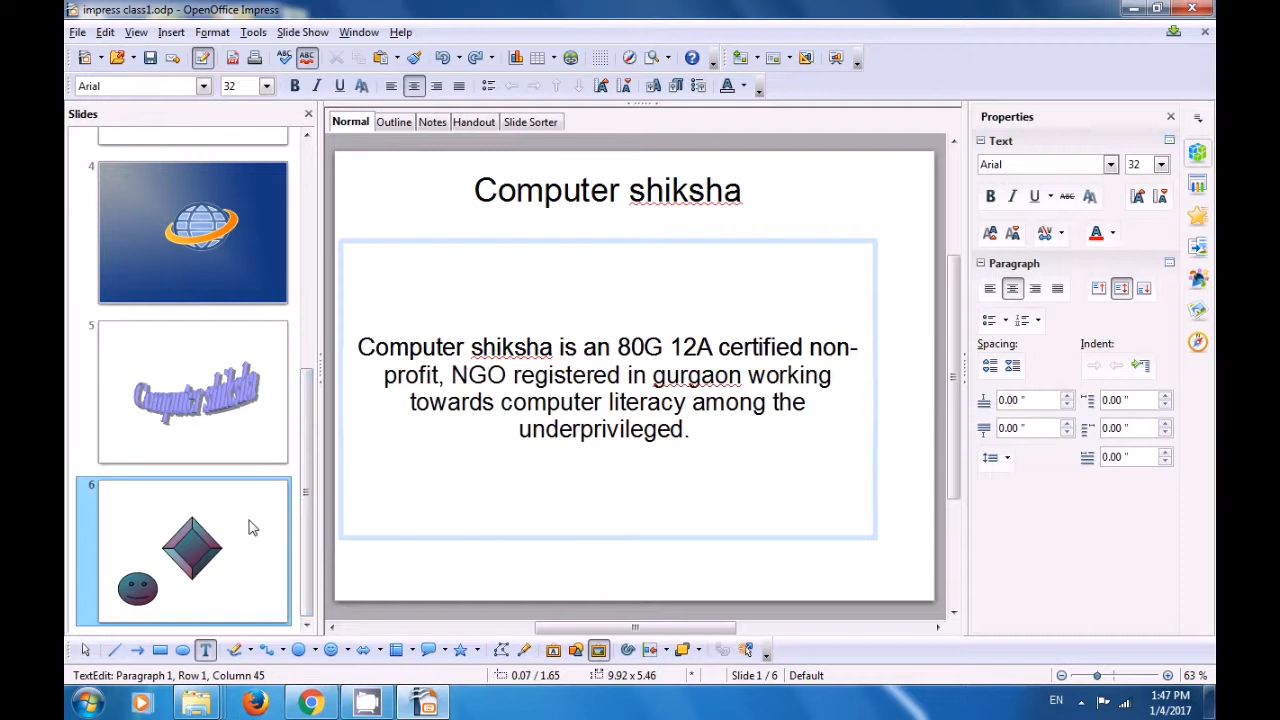 impress class1.odp - OpenOffice Impress
File Edit View Insert Format Tools Slide Show Window Help
Arial 32
Slides
Normal Outline Notes Handout Slide Sorter
4
5
Computer shiksha
6
Computer shiksha
Computer shiksha is an 80G 12A certified non-
profit, NGO registered in gurgaon working
towards computer literacy among the
underprivileged.
Properties
Text
Arial 32
Paragraph
Spacing: Indent:
0.00 " 0.00 "
0.00 " 0.00 "
0.00 "
TextEdit: Paragraph 1, Row 1, Column 45 0.07 / 1.65 9.92 x 5.46 * Slide 1 / 6 Default 63 %
EN 1:47 PM
1/4/2017